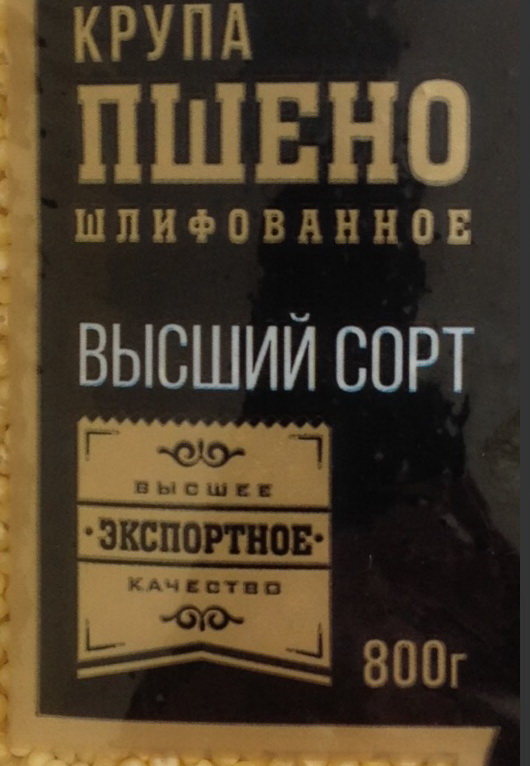 КРУПА
ПШЕНО
ШЛИФОВАННОЕ
ВЫСШИЙ СОРТ
ВЫСШЕЕ
·ЭКСПОРТНОЕ·
КАЧЕСТВО
800г